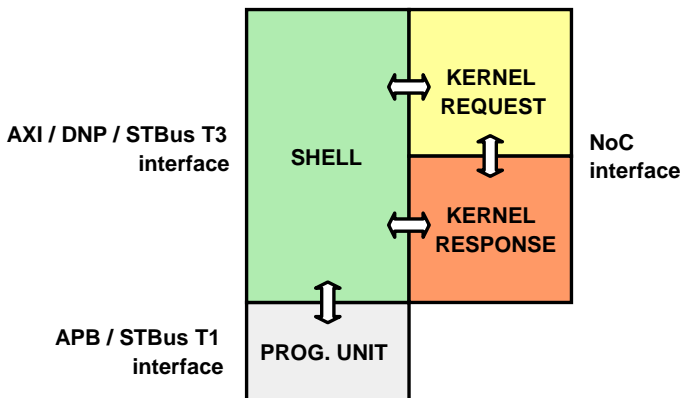 KERNEL
REQUEST
AXI / DNP / STBus T3
interface
SHELL
NoC
interface
KERNEL
RESPONSE
APB / STBus T1
interface
PROG. UNIT